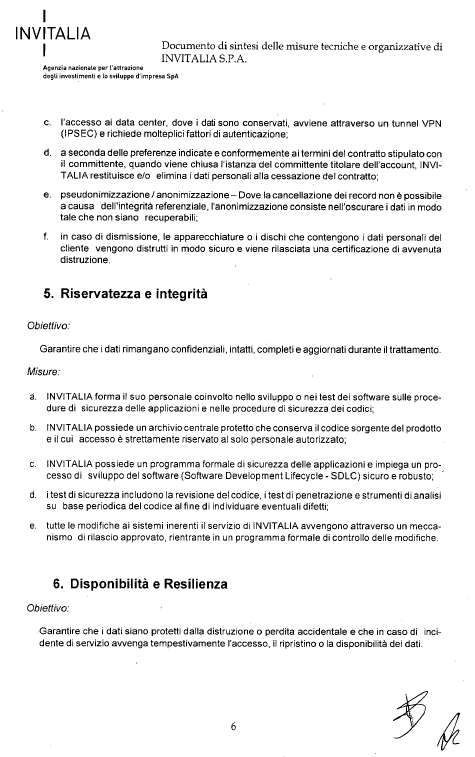 INVITALIA
Agenzia nazionale per l'attrazione
degli investimenti e lo sviluppo d'impresa SpA
Documento di sintesi delle misure tecniche e organizzative di
INVITALIA S.P.A.
c. l'accesso ai data center, dove i dati sono conservati, avviene attraverso un tunnel VPN
(IPSEC) e richiede molteplici fattori di autenticazione;
d. a seconda delle preferenze indicate e conformemente ai termini del contratto stipulato con
il committente, quando viene chiusa l'istanza del committente titolare dell'account, INVI-
TALIA restituisce e/o elimina i dati personali alla cessazione del contratto;
e. pseudonimizzazione / anonimizzazione – Dove la cancellazione dei record non è possibile
a causa dell'integrità referenziale, l'anonimizzazione consiste nell'oscurare i dati in modo
tale che non siano recuperabili;
f. in caso di dismissione, le apparecchiature o i dischi che contengono i dati personali del
cliente vengono distrutti in modo sicuro e viene rilasciata una certificazione di avvenuta
distruzione.
5. Riservatezza e integrità
Obiettivo:
Garantire che i dati rimangano confidenziali, intatti, completi e aggiornati durante il trattamento.
Misure:
a. INVITALIA forma il suo personale coinvolto nello sviluppo o nei test dei software sulle proce-
dure di sicurezza delle applicazioni e nelle procedure di sicurezza dei codici;
b. INVITALIA possiede un archivio centrale protetto che conserva il codice sorgente del prodotto
e il cui accesso è strettamente riservato al solo personale autorizzato;
c. INVITALIA possiede un programma formale di sicurezza delle applicazioni e impiega un pro-
cesso di sviluppo del software (Software Development Lifecycle - SDLC) sicuro e robusto;
d. i test di sicurezza includono la revisione del codice, i test di penetrazione e strumenti di analisi
su base periodica del codice al fine di individuare eventuali difetti;
e. tutte le modifiche ai sistemi inerenti il servizio di INVITALIA avvengono attraverso un mecca-
nismo di rilascio approvato, rientrante in un programma formale di controllo delle modifiche.
6. Disponibilità e Resilienza
Obiettivo:
Garantire che i dati siano protetti dalla distruzione o perdita accidentale e che in caso di inci-
dente di servizio avvenga tempestivamente l'accesso, il ripristino o la disponibilità dei dati.
6